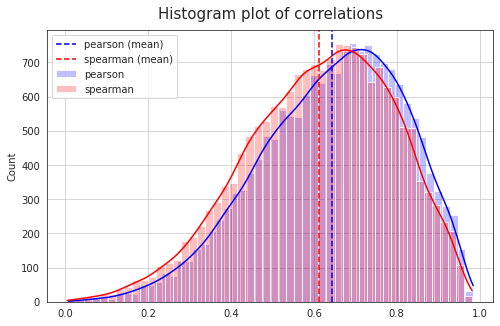 Histogram plot of correlations
pearson (mean)
spearman (mean)
pearson
spearman
Count
700
600
500
400
300
200
100
0
0.0 0.2 0.4 0.6 0.8 1.0